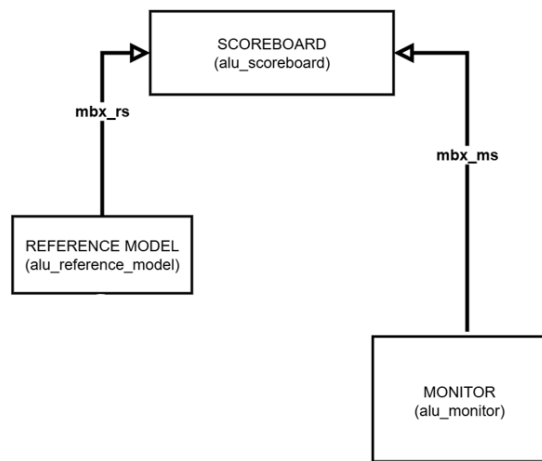 SCOREBOARD
(alu_scoreboard)
mbx_rs
mbx_ms
REFERENCE MODEL
(alu_reference_model)
MONITOR
(alu_monitor)